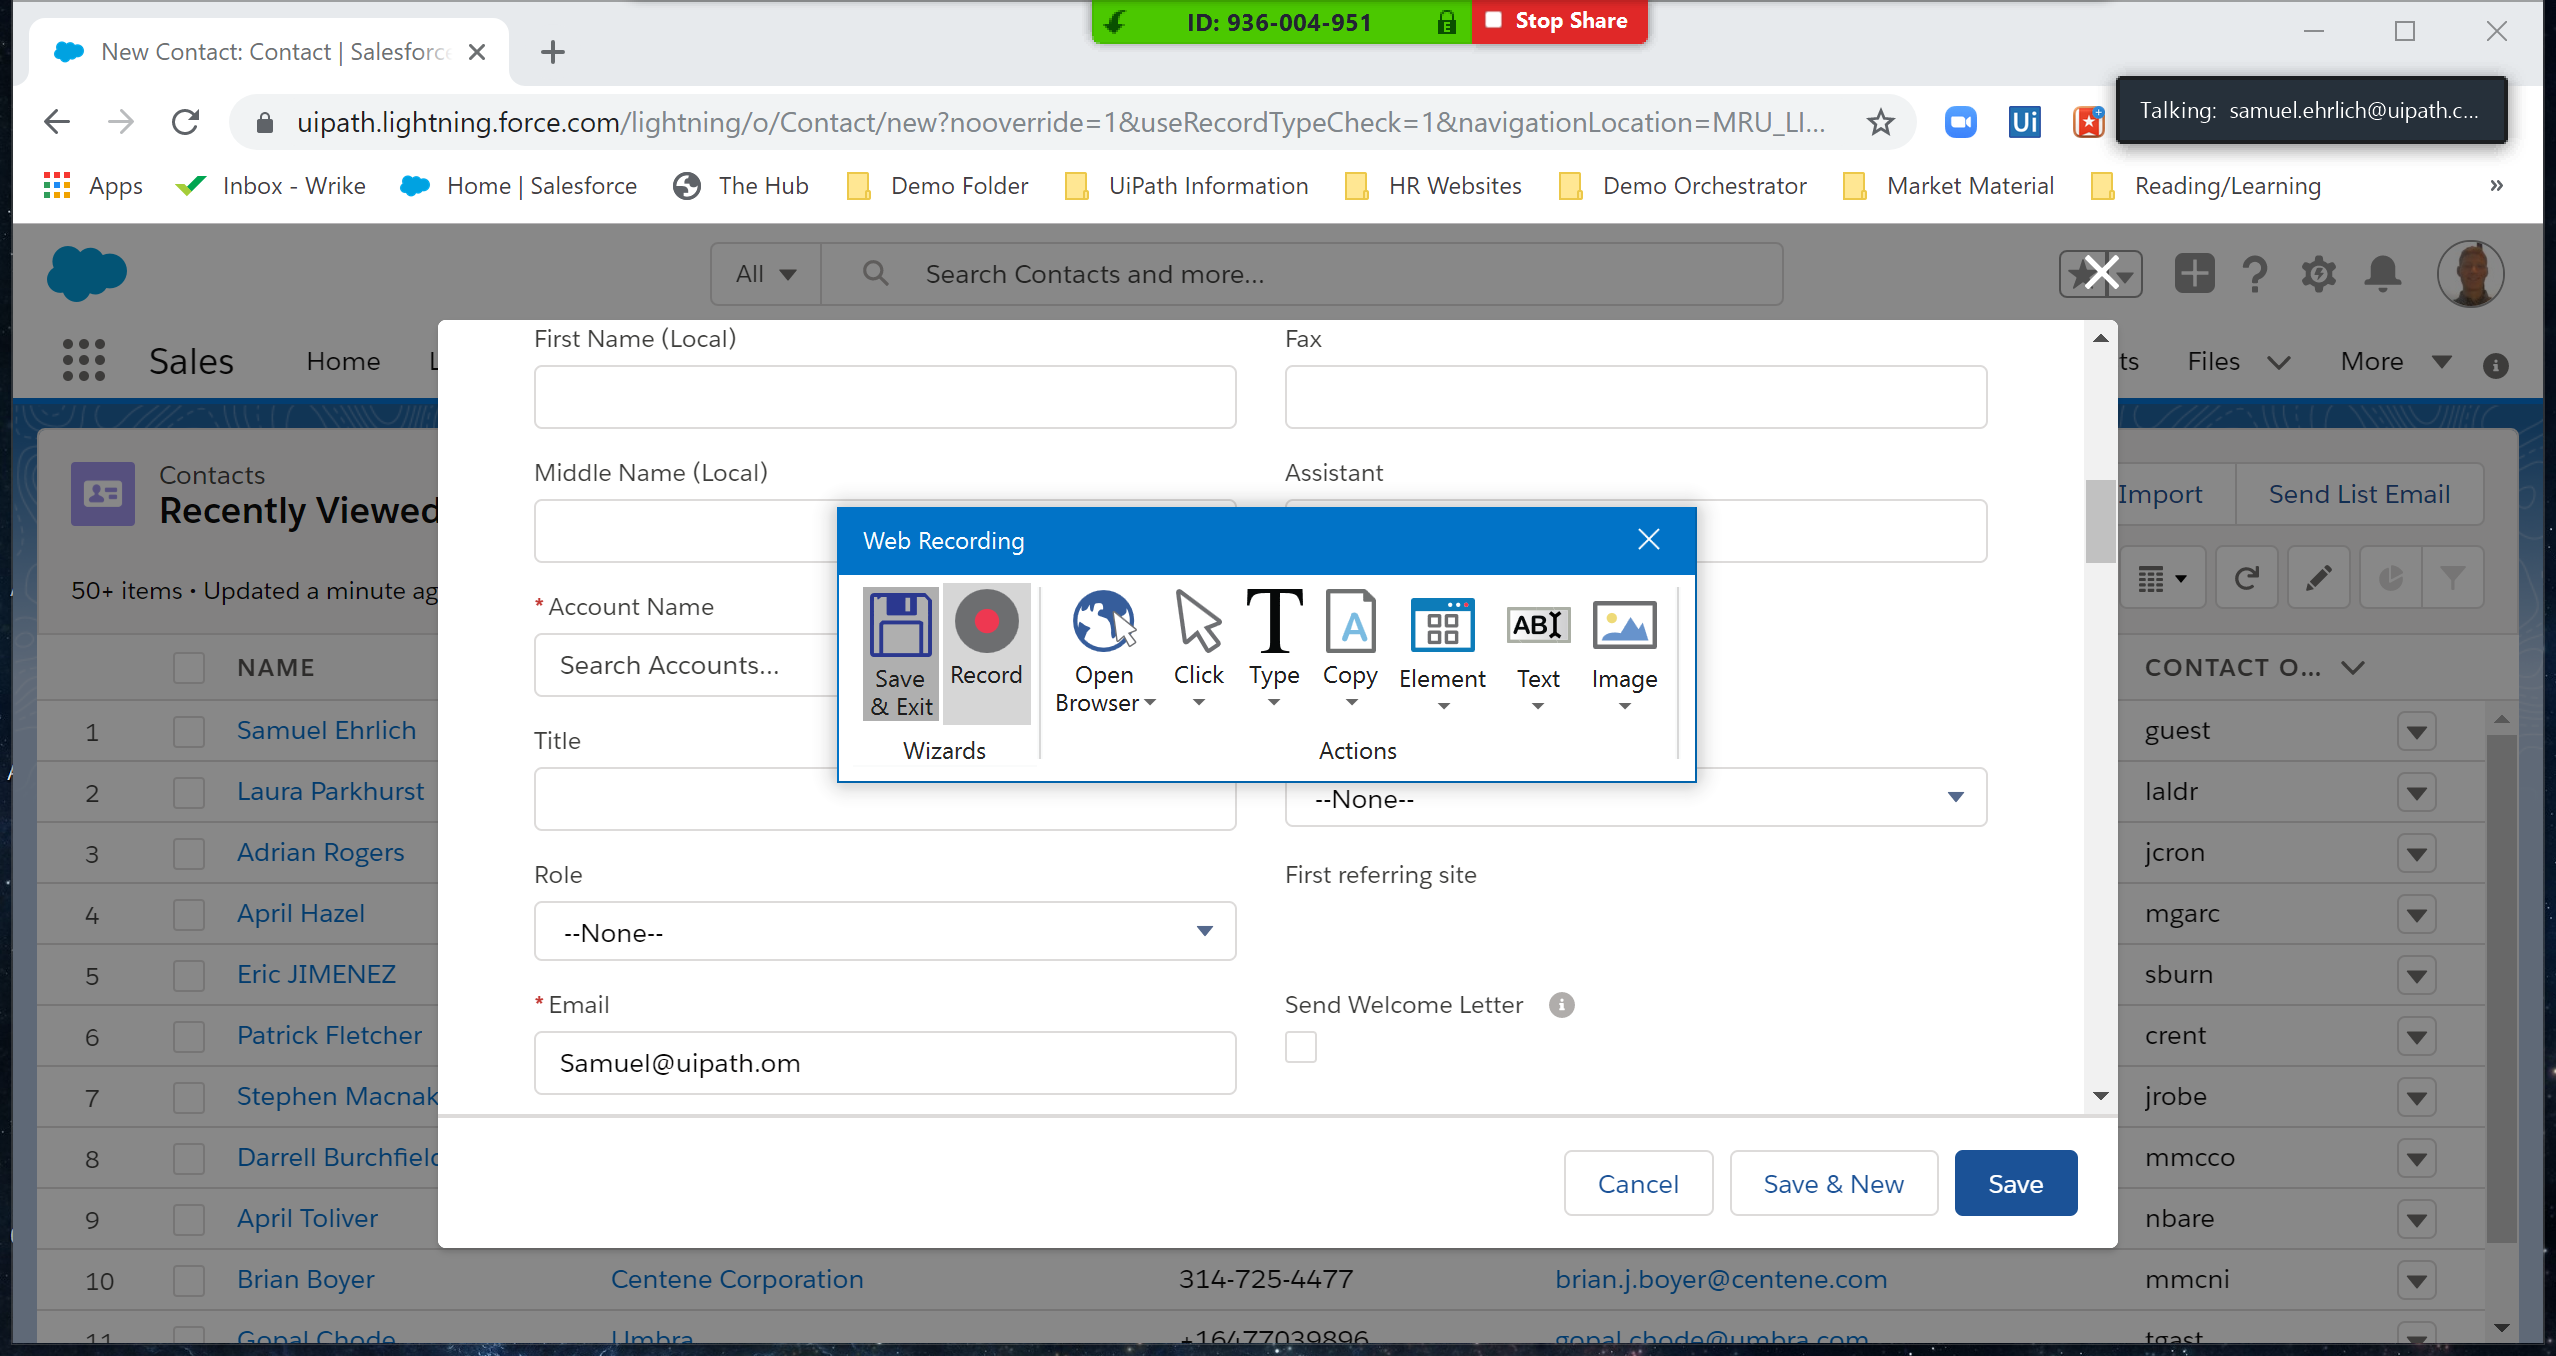 ID: 936-004-951
Stop Share
New Contact: Contact | Salesforce
uipath.lightning.force.com/lightning/o/Contact/new?nooverride=1&useRecordTypeCheck=1&navigationLocation=MRU_LI...
Ui
Talking: samuel.ehrlich@uipath.c...
Apps
Inbox - Wrike
Home | Salesforce
The Hub
Demo Folder
UiPath Information
HR Websites
Demo Orchestrator
Market Material
Reading/Learning
»
All
Search Contacts and more...
Sales
Home
ts
Files
More
Contacts
Recently Viewed
50+ items • Updated a minute ag
Import
Send List Email
First Name (Local)
Fax
Middle Name (Local)
Assistant
*Account Name
Search Accounts...
Title
--None--
Role
--None--
First referring site
*Email
Samuel@uipath.om
Send Welcome Letter
Cancel
Save & New
Save
Web Recording
Save & Exit
Record
Wizards
Open Browser
Click
Type
Copy
Element
ABI
Text
Image
Actions
NAME
CONTACT O...
1 Samuel Ehrlich guest
2 Laura Parkhurst laldr
3 Adrian Rogers jcron
4 April Hazel mgarc
5 Eric JIMENEZ sburn
6 Patrick Fletcher crent
7 Stephen Macnak jrobe
8 Darrell Burchfield mmcco
9 April Toliver nbare
10 Brian Boyer Centene Corporation 314-725-4477 brian.j.boyer@centene.com mmcni
11 Gopal Chode Umbra +16477039896 gopal.chode@umbra.com tgast